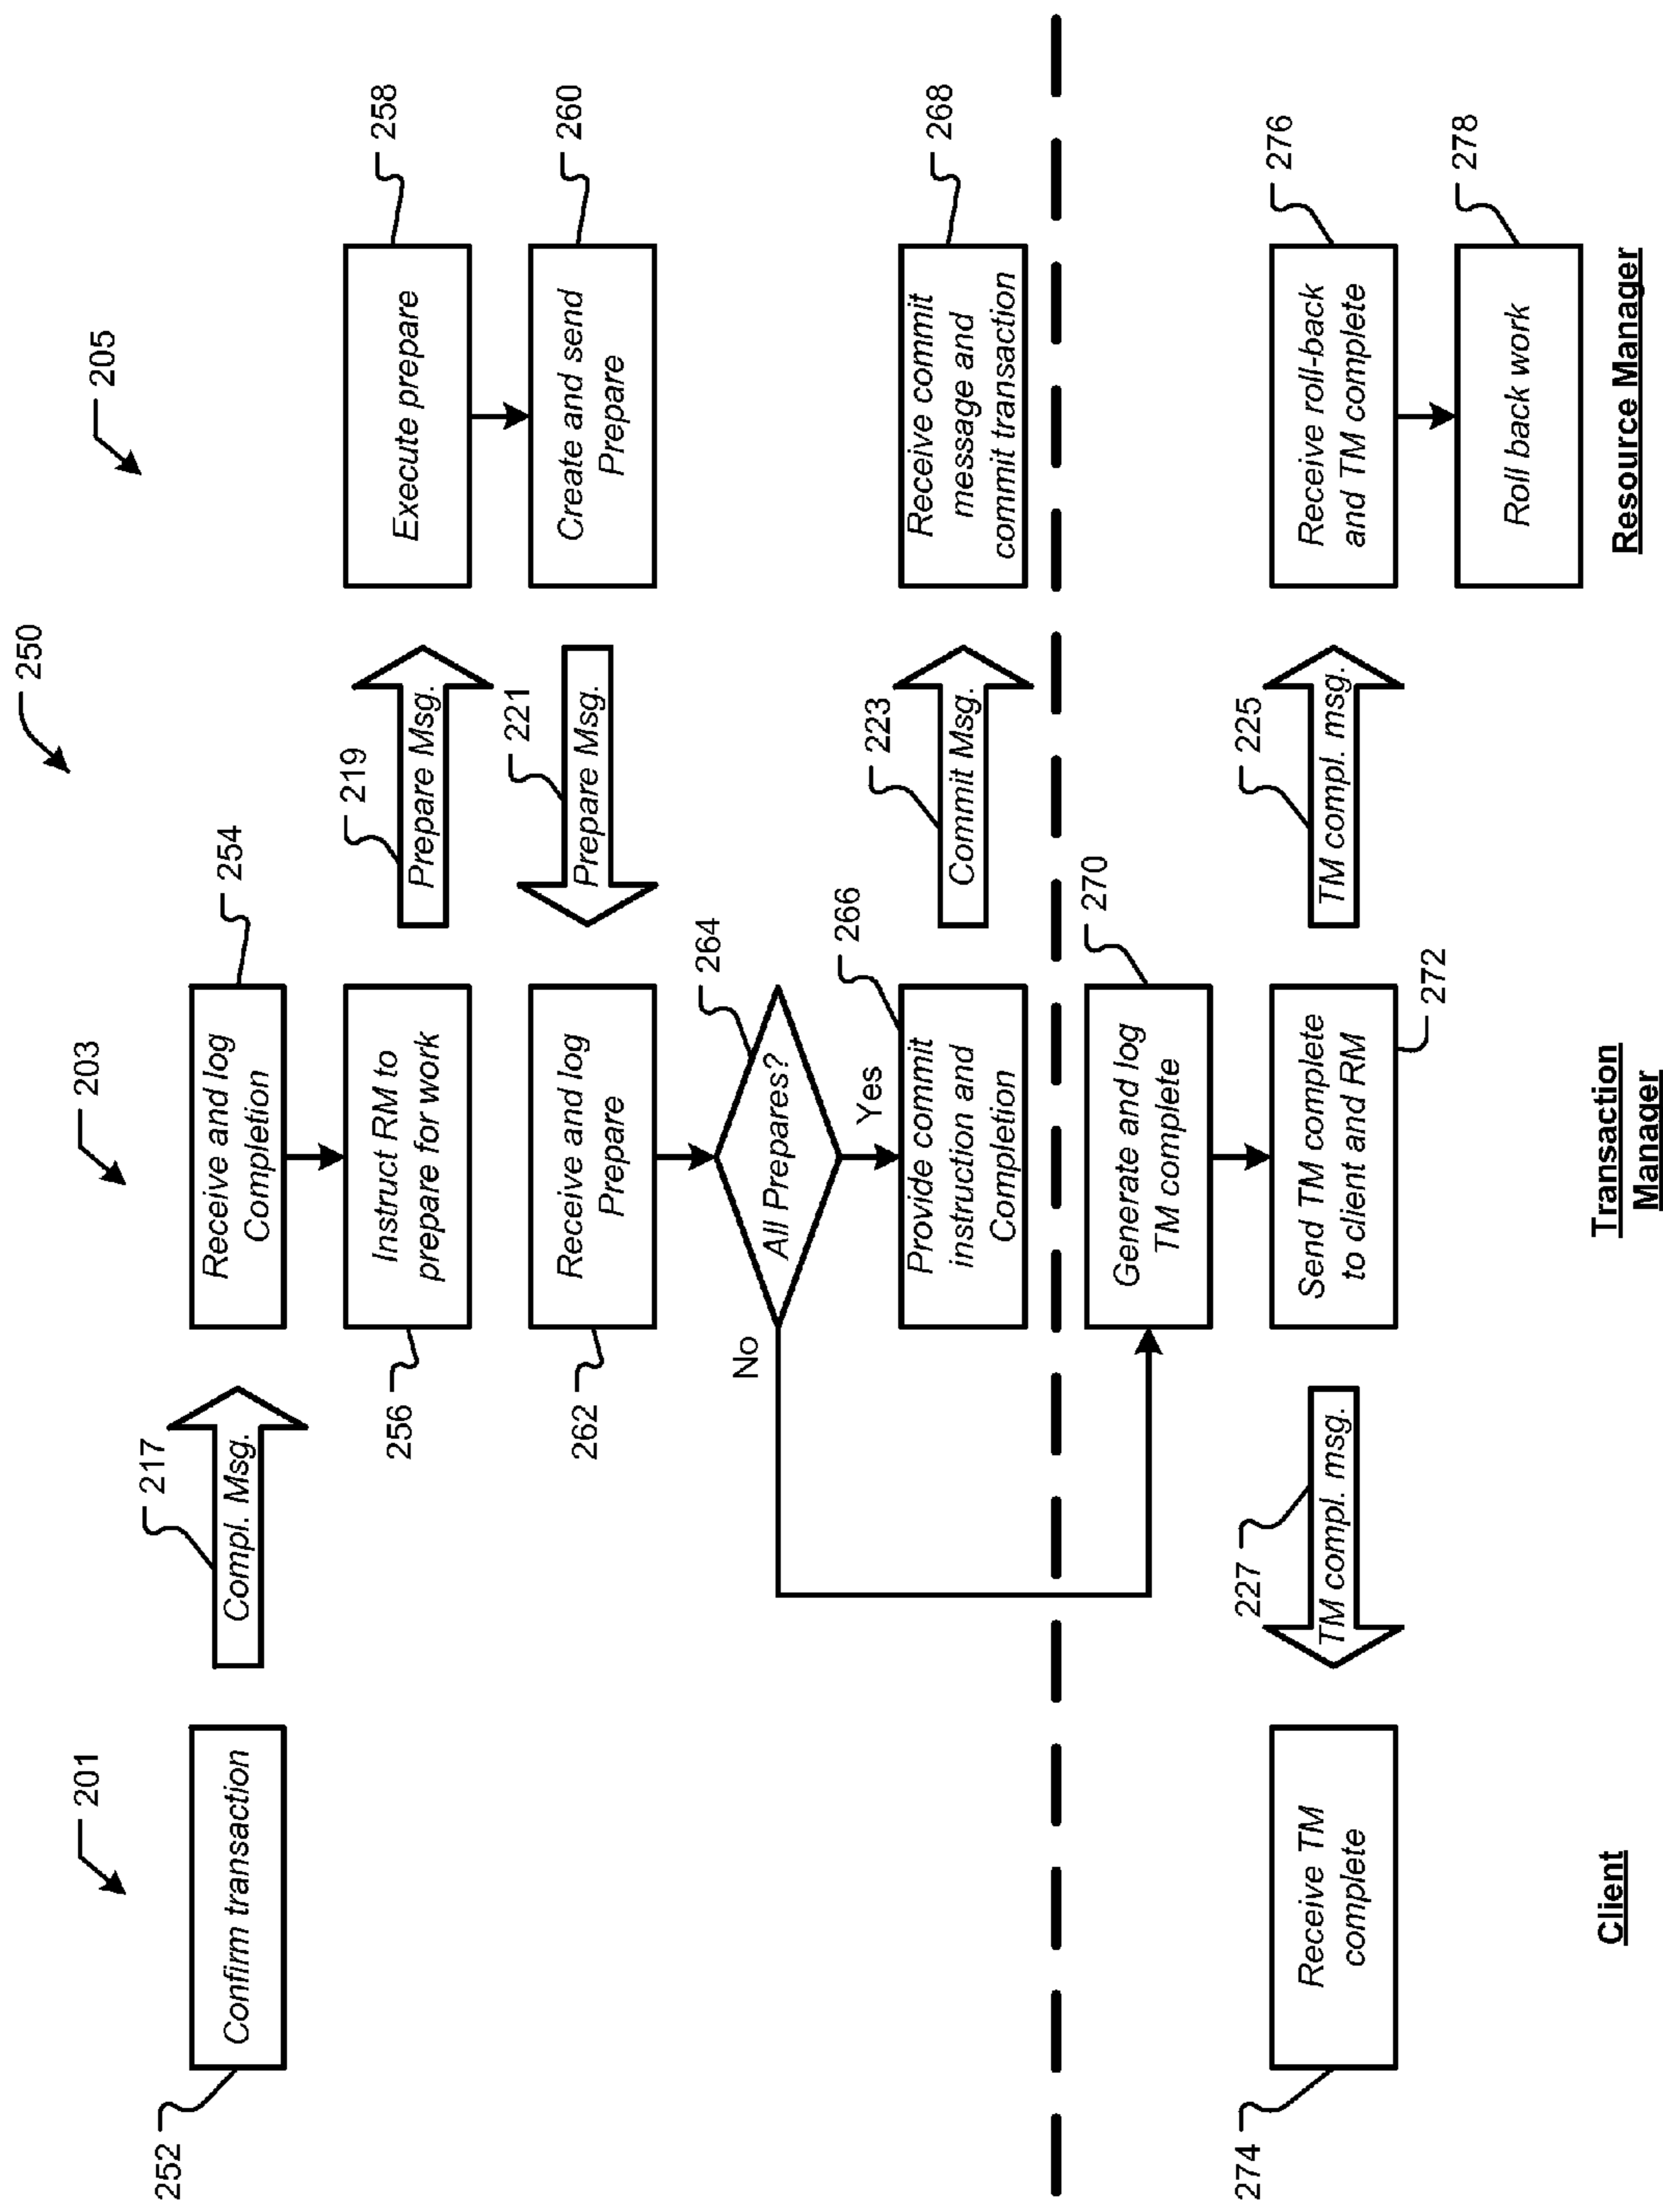 250
201
203
205
252
Confirm transaction
217
Compl. Msg.
254
Receive and log
Completion
256
Instruct RM to
prepare for work
219
Prepare Msg.
258
Execute prepare
260
Create and send
Prepare
221
Prepare Msg.
262
Receive and log
Prepare
264
All Prepares?
No
Yes
266
Provide commit
instruction and
Completion
223
Commit Msg.
268
Receive commit
message and
commit transaction
270
Generate and log
TM complete
272
Send TM complete
to client and RM
227
TM compl. msg.
225
TM compl. msg.
274
Receive TM
complete
276
Receive roll-back
and TM complete
278
Roll back work
Client
Transaction
Manager
Resource Manager